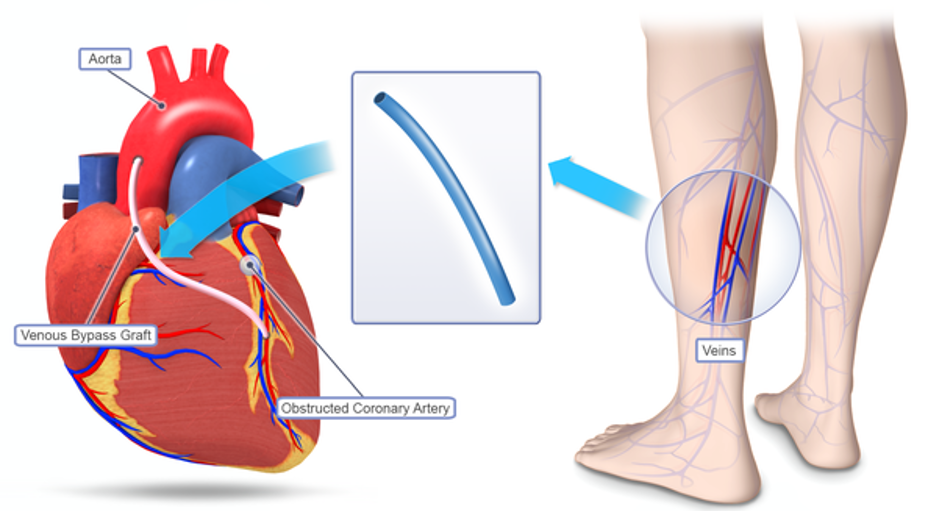 Aorta
Venous Bypass Graft
Obstructed Coronary Artery
Veins